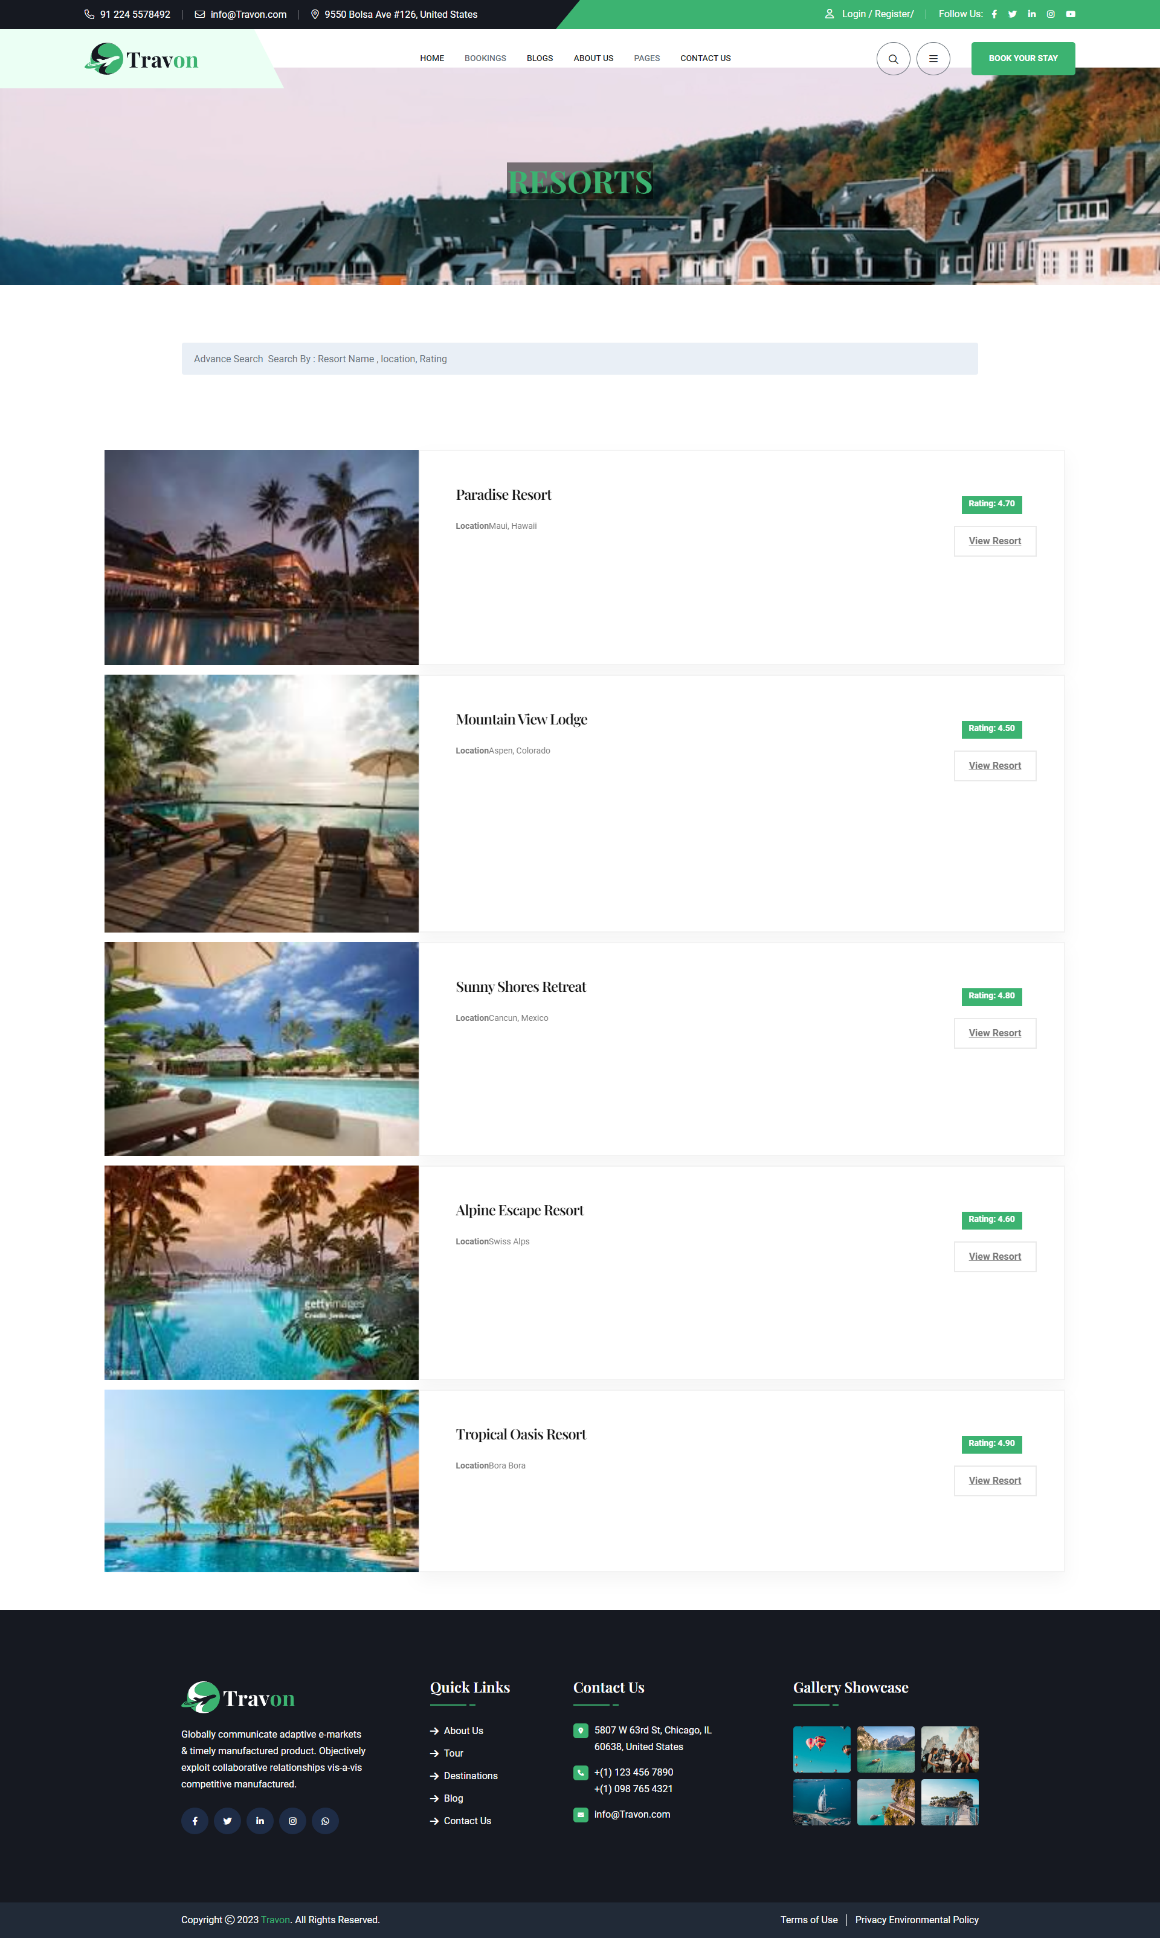 91 224 5578492
info@Travon.com
9550 Bolsa Ave #126, United States
Login / Register/
Follow Us:
Travon
HOME
BOOKINGS
BLOGS
ABOUT US
PAGES
CONTACT US
BOOK YOUR STAY
RESORTS
Advance Search  Search By : Resort Name , location, Rating
Paradise Resort
LocationMaui, Hawaii
Rating: 4.70
View Resort
Mountain View Lodge
LocationAspen, Colorado
Rating: 4.50
View Resort
Sunny Shores Retreat
LocationCancun, Mexico
Rating: 4.80
View Resort
gettyimages
Alpine Escape Resort
LocationSwiss Alps
Rating: 4.60
View Resort
Tropical Oasis Resort
LocationBora Bora
Rating: 4.90
View Resort
Travon
Globally communicate adaptive e-markets
& timely manufactured product. Objectively
exploit collaborative relationships vis-a-vis
competitive manufactured.
Quick Links
About Us
Tour
Destinations
Blog
Contact Us
Contact Us
5807 W 63rd St, Chicago, IL
60638, United States
+(1) 123 456 7890
+(1) 098 765 4321
Info@Travon.com
Gallery Showcase
Copyright © 2023 Travon. All Rights Reserved.
Terms of Use
Privacy Environmental Policy